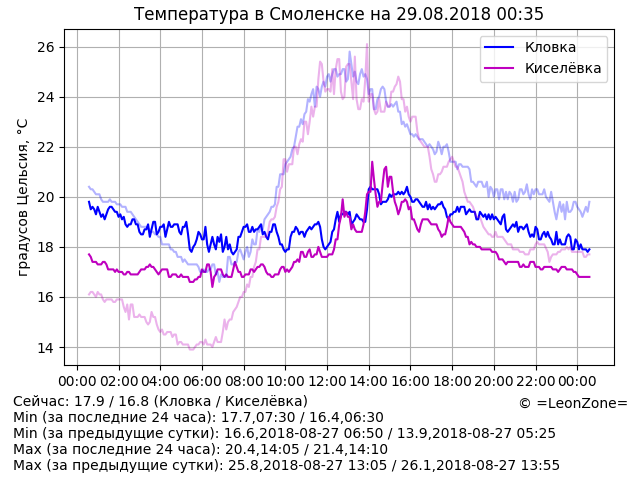 Температура в Смоленске на 29.08.2018 00:35
Кловка
Киселёвка
градусов Цельсия, °C
26
24
22
20
18
16
14
00:00 02:00 04:00 06:00 08:00 10:00 12:00 14:00 16:00 18:00 20:00 22:00 00:00
Сейчас: 17.9 / 16.8 (Кловка / Киселёвка)
© =LeonZone=
Min (за последние 24 часа): 17.7,07:30 / 16.4,06:30
Min (за предыдущие сутки): 16.6,2018-08-27 06:50 / 13.9,2018-08-27 05:25
Max (за последние 24 часа): 20.4,14:05 / 21.4,14:10
Max (за предыдущие сутки): 25.8,2018-08-27 13:05 / 26.1,2018-08-27 13:55